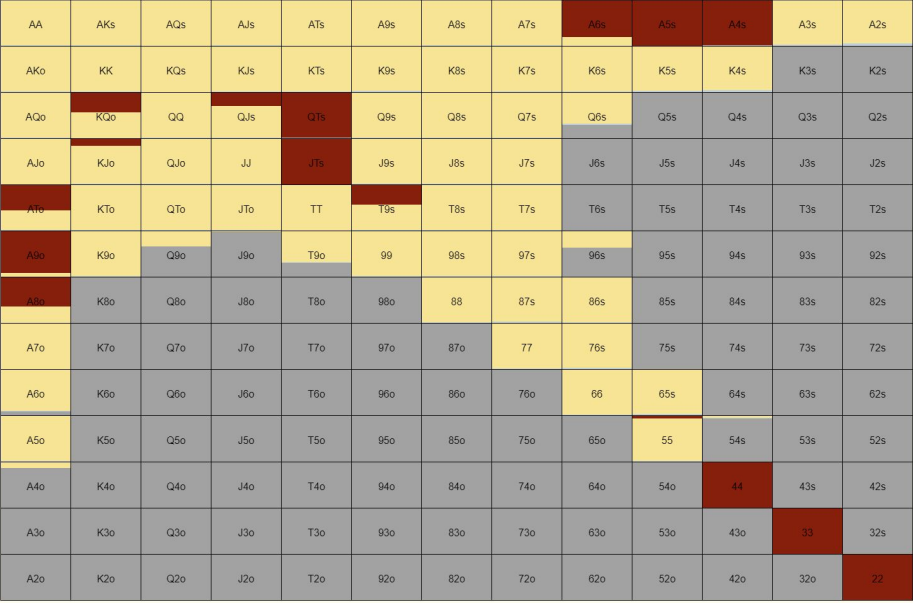 AA AKs AQs AJs ATs A9s A8s A7s A6s A5s A4s A3s A2s
AKo KK KQs KJs KTs K9s K8s K7s K6s K5s K4s K3s K2s
AQo KQo QQ QJs QTs Q9s Q8s Q7s Q6s Q5s Q4s Q3s Q2s
AJo KJo QJo JJ JTs J9s J8s J7s J6s J5s J4s J3s J2s
ATo KTo QTo JTo TT T9s T8s T7s T6s T5s T4s T3s T2s
A9o K9o Q9o J9o T9o 99 98s 97s 96s 95s 94s 93s 92s
A8o K8o Q8o J8o T8o 98o 88 87s 86s 85s 84s 83s 82s
A7o K7o Q7o J7o T7o 97o 87o 77 76s 75s 74s 73s 72s
A6o K6o Q6o J6o T6o 96o 86o 76o 66 65s 64s 63s 62s
A5o K5o Q5o J5o T5o 95o 85o 75o 65o 55 54s 53s 52s
A4o K4o Q4o J4o T4o 94o 84o 74o 64o 54o 44 43s 42s
A3o K3o Q3o J3o T3o 93o 83o 73o 63o 53o 43o 33 32s
A2o K2o Q2o J2o T2o 92o 82o 72o 62o 52o 42o 32o 22